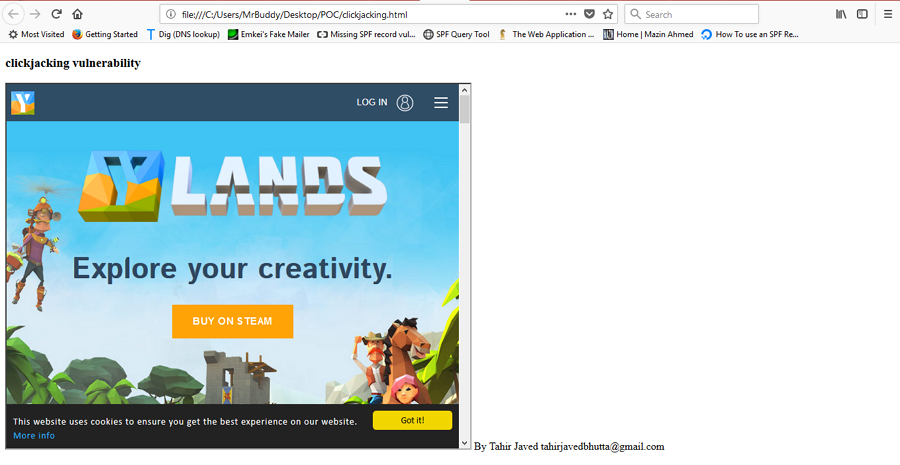 file:///C:/Users/MrBuddy/Desktop/POC/clickjacking.html
Search
Most Visited
Getting Started
Dig (DNS lookup)
Emkei's Fake Mailer
Missing SPF record vul...
SPF Query Tool
The Web Application ...
Home | Mazin Ahmed
How To use an SPF Re...
clickjacking vulnerability
Y
LOG IN
YLANDS
Explore your creativity.
BUY ON STEAM
This website uses cookies to ensure you get the best experience on our website.
More info
Got it!
By Tahir Javed tahirjavedbhutta@gmail.com